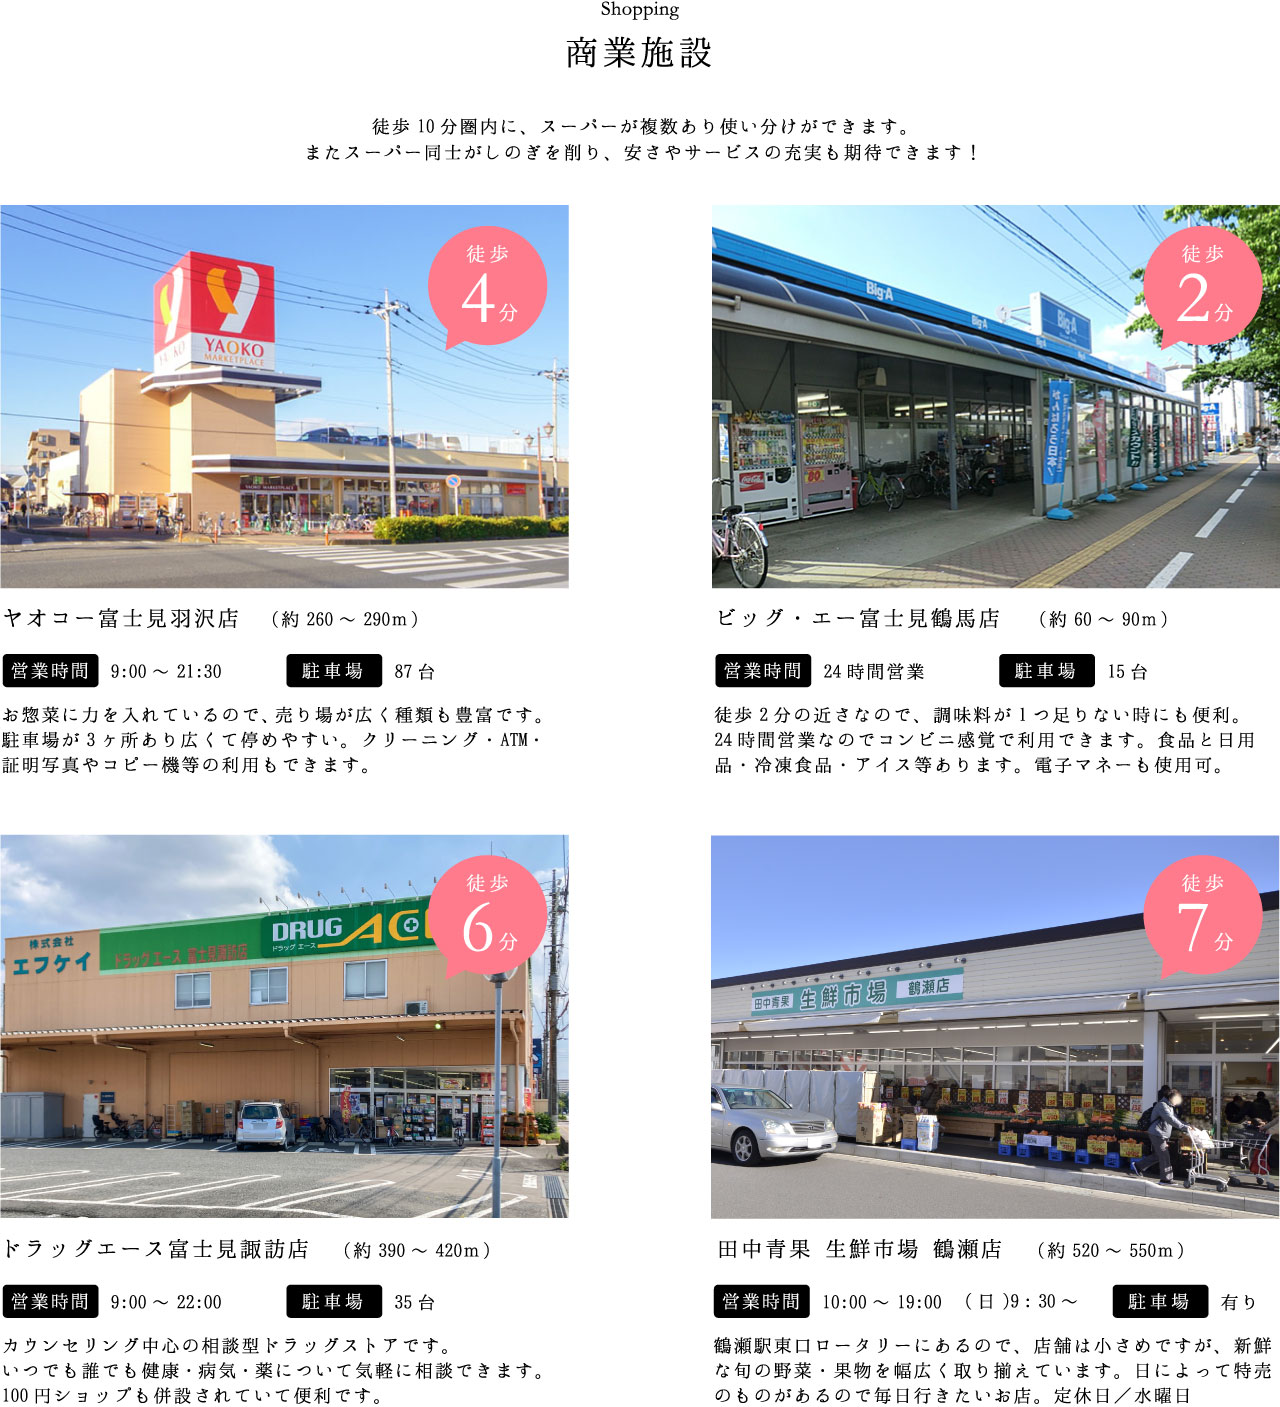 Shopping
商業施設
徒歩 10 分圏内に、スーパーが複数あり使い分けができます。
またスーパー同士がしのぎを削り、安さやサービスの充実も期待できます！
徒歩
4分
YAOKO
MARKETPLACE
YAOKO MARKETPLACE
ヤオコー富士見羽沢店 （約 260 〜 290m）
営業時間 9:00 〜 21:30 駐車場 87 台
お惣菜に力を入れているので、売り場が広く種類も豊富です。
駐車場が 3 ヶ所あり広くて停めやすい。クリーニング・ATM・
証明写真やコピー機等の利用もできます。
徒歩
2分
Big-A
Big-A
Big-A
がんばろう日本
ビッグ・エー富士見鶴馬店 （約 60 〜 90m）
営業時間 24 時間営業 駐車場 15 台
徒歩 2 分の近さなので、調味料が 1 つ足りない時にも便利。
24 時間営業なのでコンビニ感覚で利用できます。食品と日用
品・冷凍食品・アイス等あります。電子マネーも使用可。
徒歩
6分
株式会社
エフケイ
ドラッグ エース 富士見諏訪店
DRUG AC
ドラッグ エース
ドラッグエース富士見諏訪店 （約 390 〜 420m）
営業時間 9:00 〜 22:00 駐車場 35 台
カウンセリング中心の相談型ドラッグストアです。
いつでも誰でも健康・病気・薬について気軽に相談できます。
100 円ショップも併設されていて便利です。
徒歩
7分
田中青果 生鮮市場 鶴瀬店
田中青果 生鮮市場 鶴瀬店 （約 520 〜 550m）
営業時間 10:00 〜 19:00 （日）9：30 〜 駐車場 有り
鶴瀬駅東口ロータリーにあるので、店舗は小さめですが、新鮮
な旬の野菜・果物を幅広く取り揃えています。日によって特売
のものがあるので毎日行きたいお店。定休日／水曜日